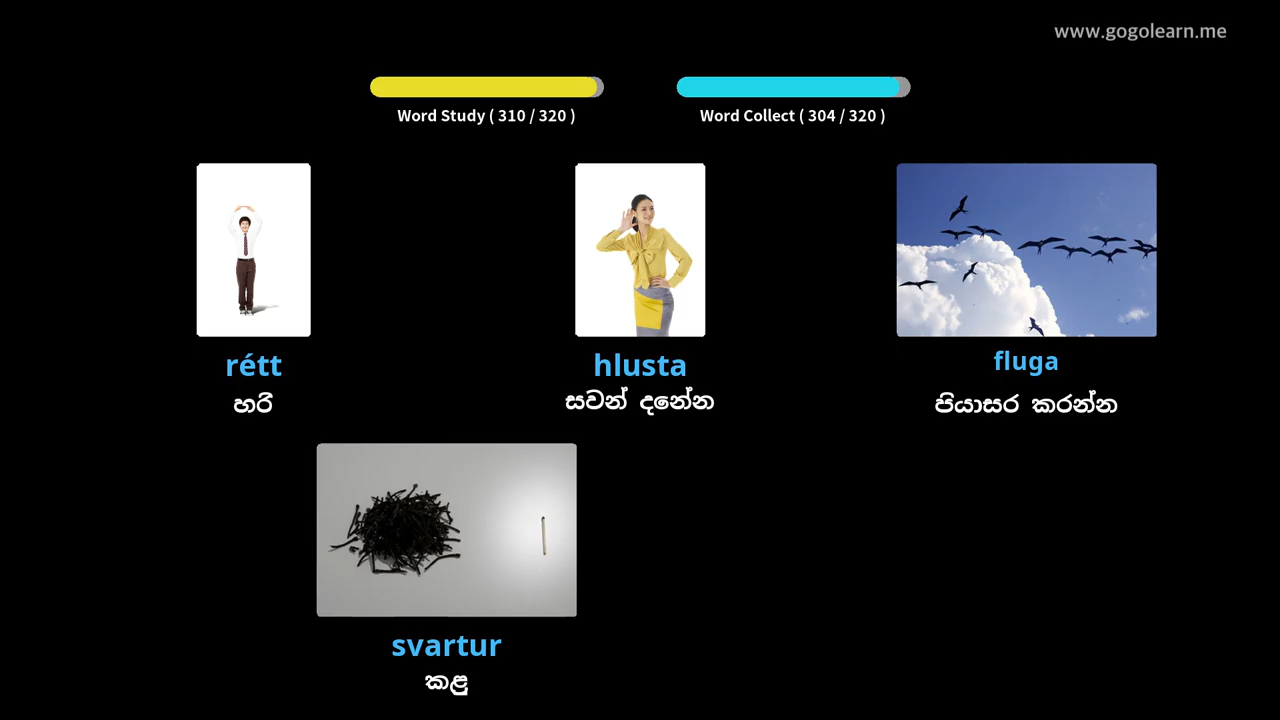 www.gogolearn.me
Word Study ( 310 / 320 )
Word Collect ( 304 / 320 )
rétt
හරි
hlusta
සවන් දනේන
fluga
පියාසර කරන්න
svartur
කළු